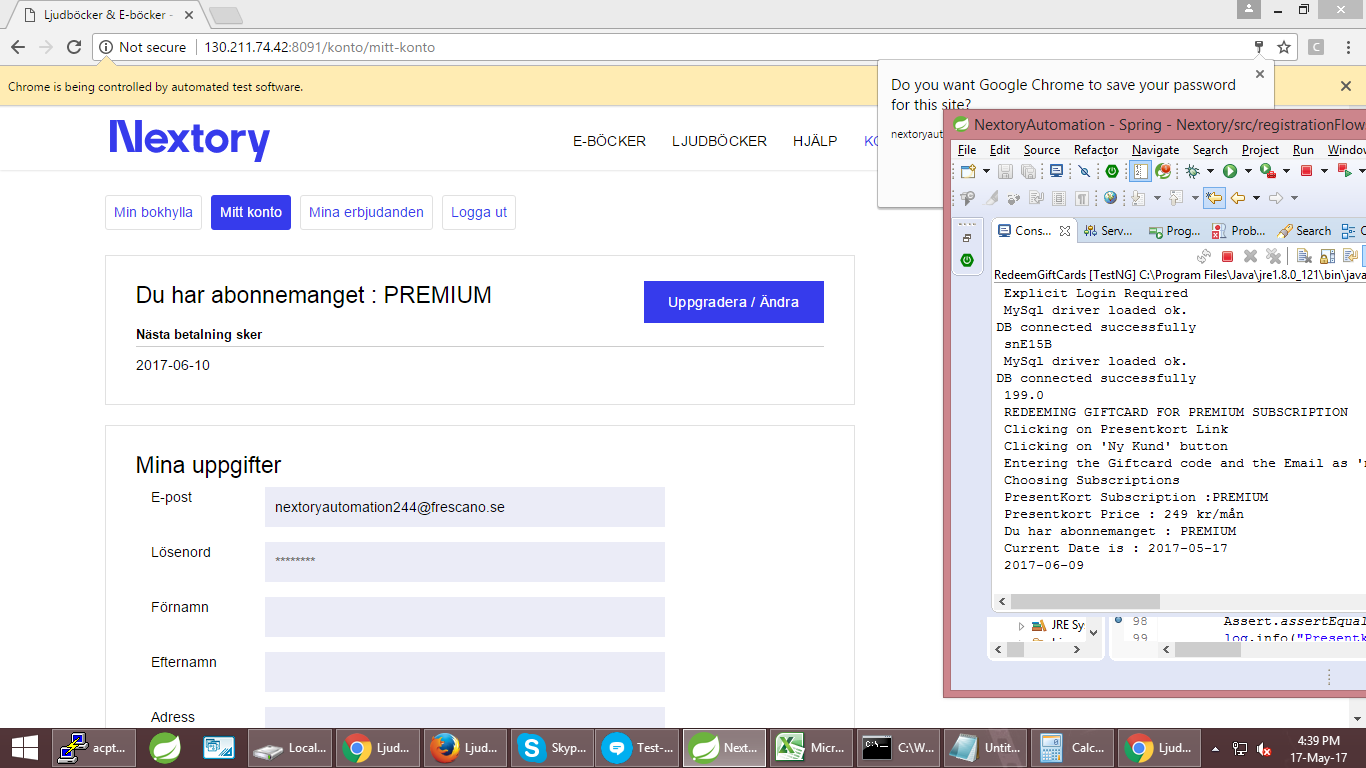 Ljudböcker & E-böcker -
Not secure
130.211.74.42:8091/konto/mitt-konto
Chrome is being controlled by automated test software.
Do you want Google Chrome to save your password
for this site?
nextoryaut
Nextory
E-BÖCKER
LJUDBÖCKER
HJÄLP
Min bokhylla
Mitt konto
Mina erbjudanden
Logga ut
Du har abonnemanget : PREMIUM
Uppgradera / Ändra
Nästa betalning sker
2017-06-10
Mina uppgifter
E-post
nextoryautomation244@frescano.se
Lösenord
********
Förnamn
Efternamn
Adress
NextoryAutomation - Spring - Nextory/src/registrationFlows
File Edit Source Refactor Navigate Search Project Run Window
Cons...
Serv...
Prog...
Prob...
Search
RedeemGiftCards [TestNG] C:\Program Files\Java\jre1.8.0_121\bin\java
Explicit Login Required
MySql driver loaded ok.
DB connected successfully
snE15B
MySql driver loaded ok.
DB connected successfully
199.0
REDEEMING GIFTCARD FOR PREMIUM SUBSCRIPTION
Clicking on Presentkort Link
Clicking on 'Ny Kund' button
Entering the Giftcard code and the Email as '
Choosing Subscriptions
PresentKort Subscription :PREMIUM
Presentkort Price : 249 kr/mån
Du har abonnemanget : PREMIUM
Current Date is : 2017-05-17
2017-06-09
JRE Sy
98
Assert.assertEqual
99
log.info("Presentk
acpt...
Local...
Ljud...
Ljud...
Skyp...
Test-...
Next...
Micr...
C:\W...
Untit...
Calc...
Ljud...
4:39 PM
17-May-17